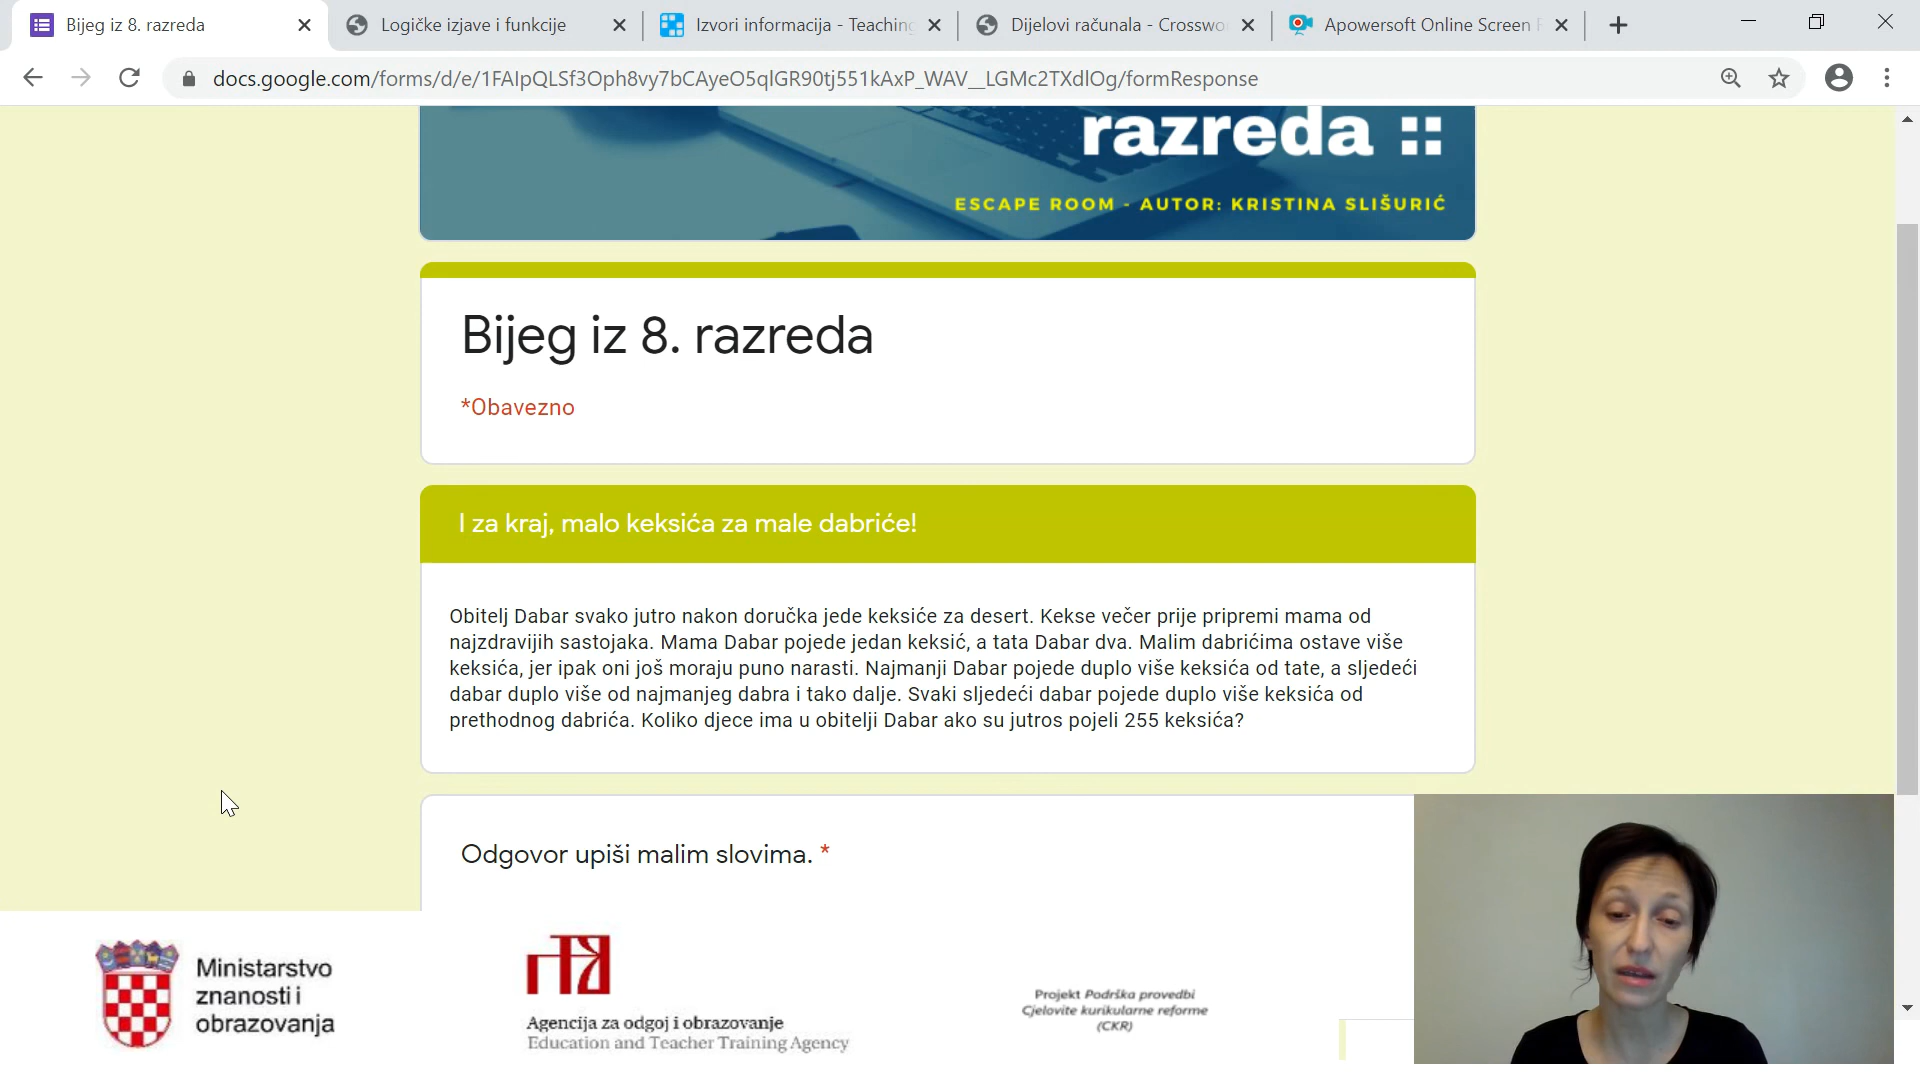 Bijeg iz 8. razreda
Logičke izjave i funkcije
Izvori informacija - Teaching
Dijelovi računala - Crosswo
Apowersoft Online Screen
docs.google.com/forms/d/e/1FAIpQLSf3Oph8vy7bCAyeO5qlGR90tj551kAxP_WAV__LGMc2TXdlOg/formResponse
razreda ::
ESCAPE ROOM - AUTOR: KRISTINA SLIŠURIĆ
Bijeg iz 8. razreda
*Obavezno
I za kraj, malo keksića za male dabriće!
Obitelj Dabar svako jutro nakon doručka jede keksiće za desert. Kekse večer prije pripremi mama od
najzdravijih sastojaka. Mama Dabar pojede jedan keksić, a tata Dabar dva. Malim dabrićima ostave više
keksića, jer ipak oni još moraju puno narasti. Najmanji Dabar pojede duplo više keksića od tate, a sljedeći
dabar duplo više od najmanjeg dabra i tako dalje. Svaki sljedeći dabar pojede duplo više keksića od
prethodnog dabrića. Koliko djece ima u obitelji Dabar ako su jutros pojeli 255 keksića?
Odgovor upiši malim slovima. *
Ministarstvo
znanosti i
obrazovanja
Agencija za odgoj i obrazovanje
Education and Teacher Training Agency
Projekt Podrška provedbi
Cjelovite kurikularne reforme
(CKR)